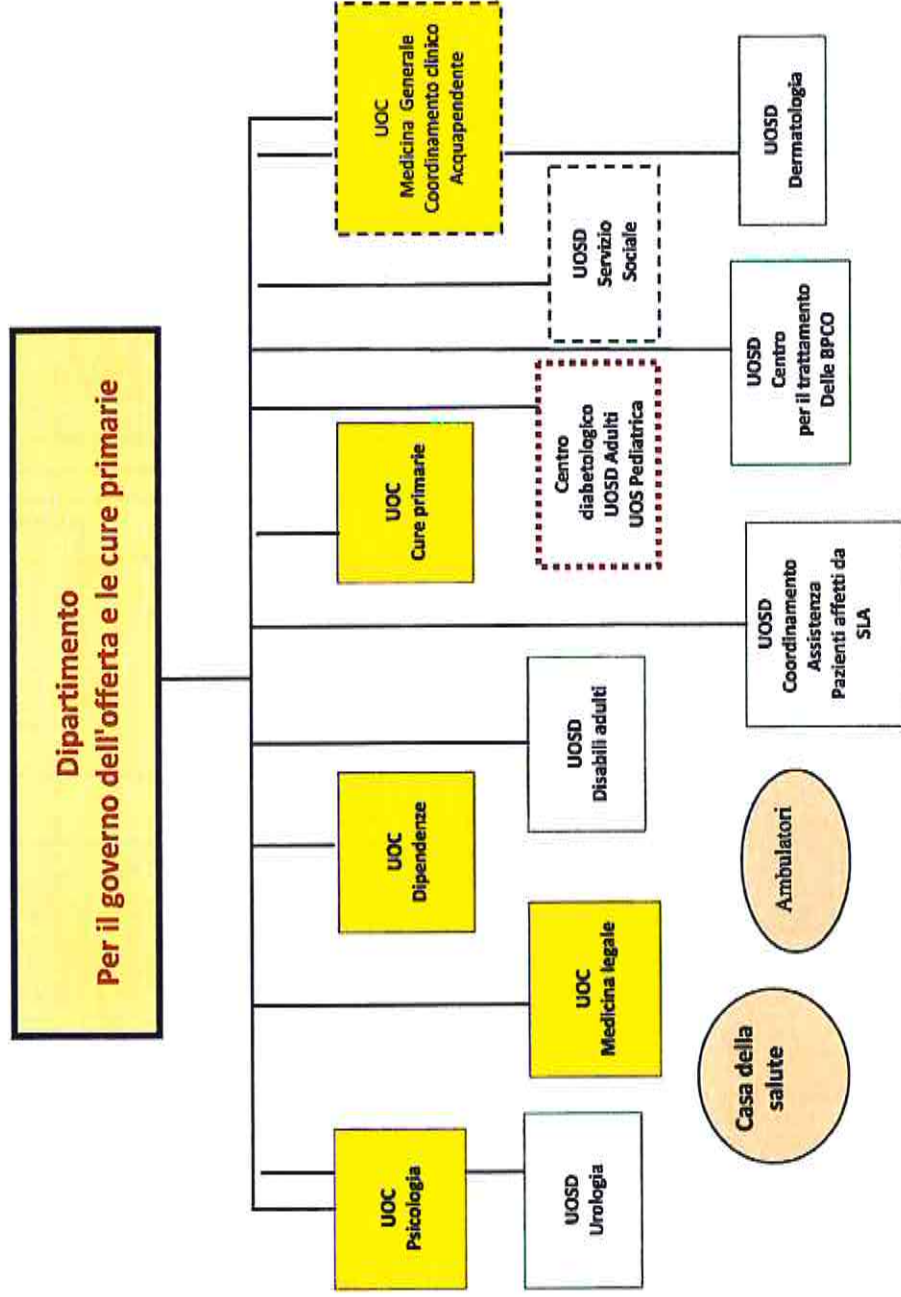 Dipartimento
Per il governo dell'offerta e le cure primarie
UOC
Psicologia
UOC
Dipendenze
UOC
Cure primarie
UOC
Medicina Generale
Coordinamento clinico
Acquapendente
UOSD
Urologia
UOC
Medicina legale
UOSD
Disabili adulti
Centro
diabetologico
UOSD Adulti
UOS Pediatrica
UOSD
Servizio
Sociale
Casa della
salute
Ambulatori
UOSD
Coordinamento
Assistenza
Pazienti affetti da
SLA
UOSD
Centro
per il trattamento
Delle BPCO
UOSD
Dermatologia